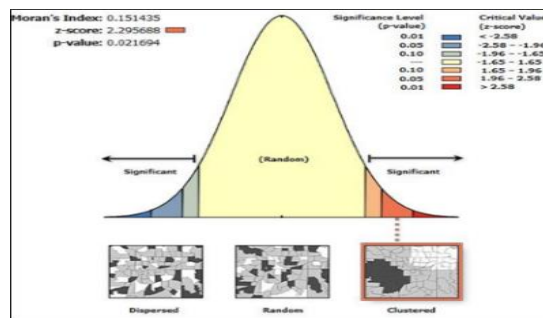 Moran's Index: 0.151435
z-score: 2.295688
p-value: 0.021694
Significance Level
(p-value)
0.01
0.05
0.10
—
0.10
0.05
0.01
Critical Value
(z-score)
< -2.58
-2.58 – -1.96
-1.96 – -1.65
-1.65 – 1.65
1.65 – 1.96
1.96 – 2.58
> 2.58
(Random)
Significant
Significant
Dispersed
Random
Clustered